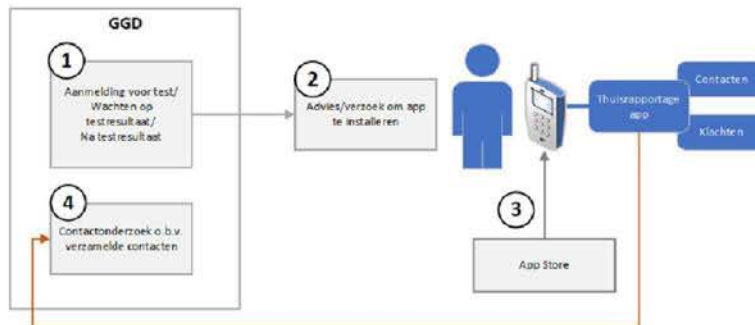 GGD
1
Aanmelding voor test/
Wachten op
testresultaat/
Na testresultaat
2
Advies/verzoek om app
te installeren
Thuisrapportage
app
Contacten
Klachten
4
Contactonderzoek o.b.v.
verzamelde contacten
3
App Store